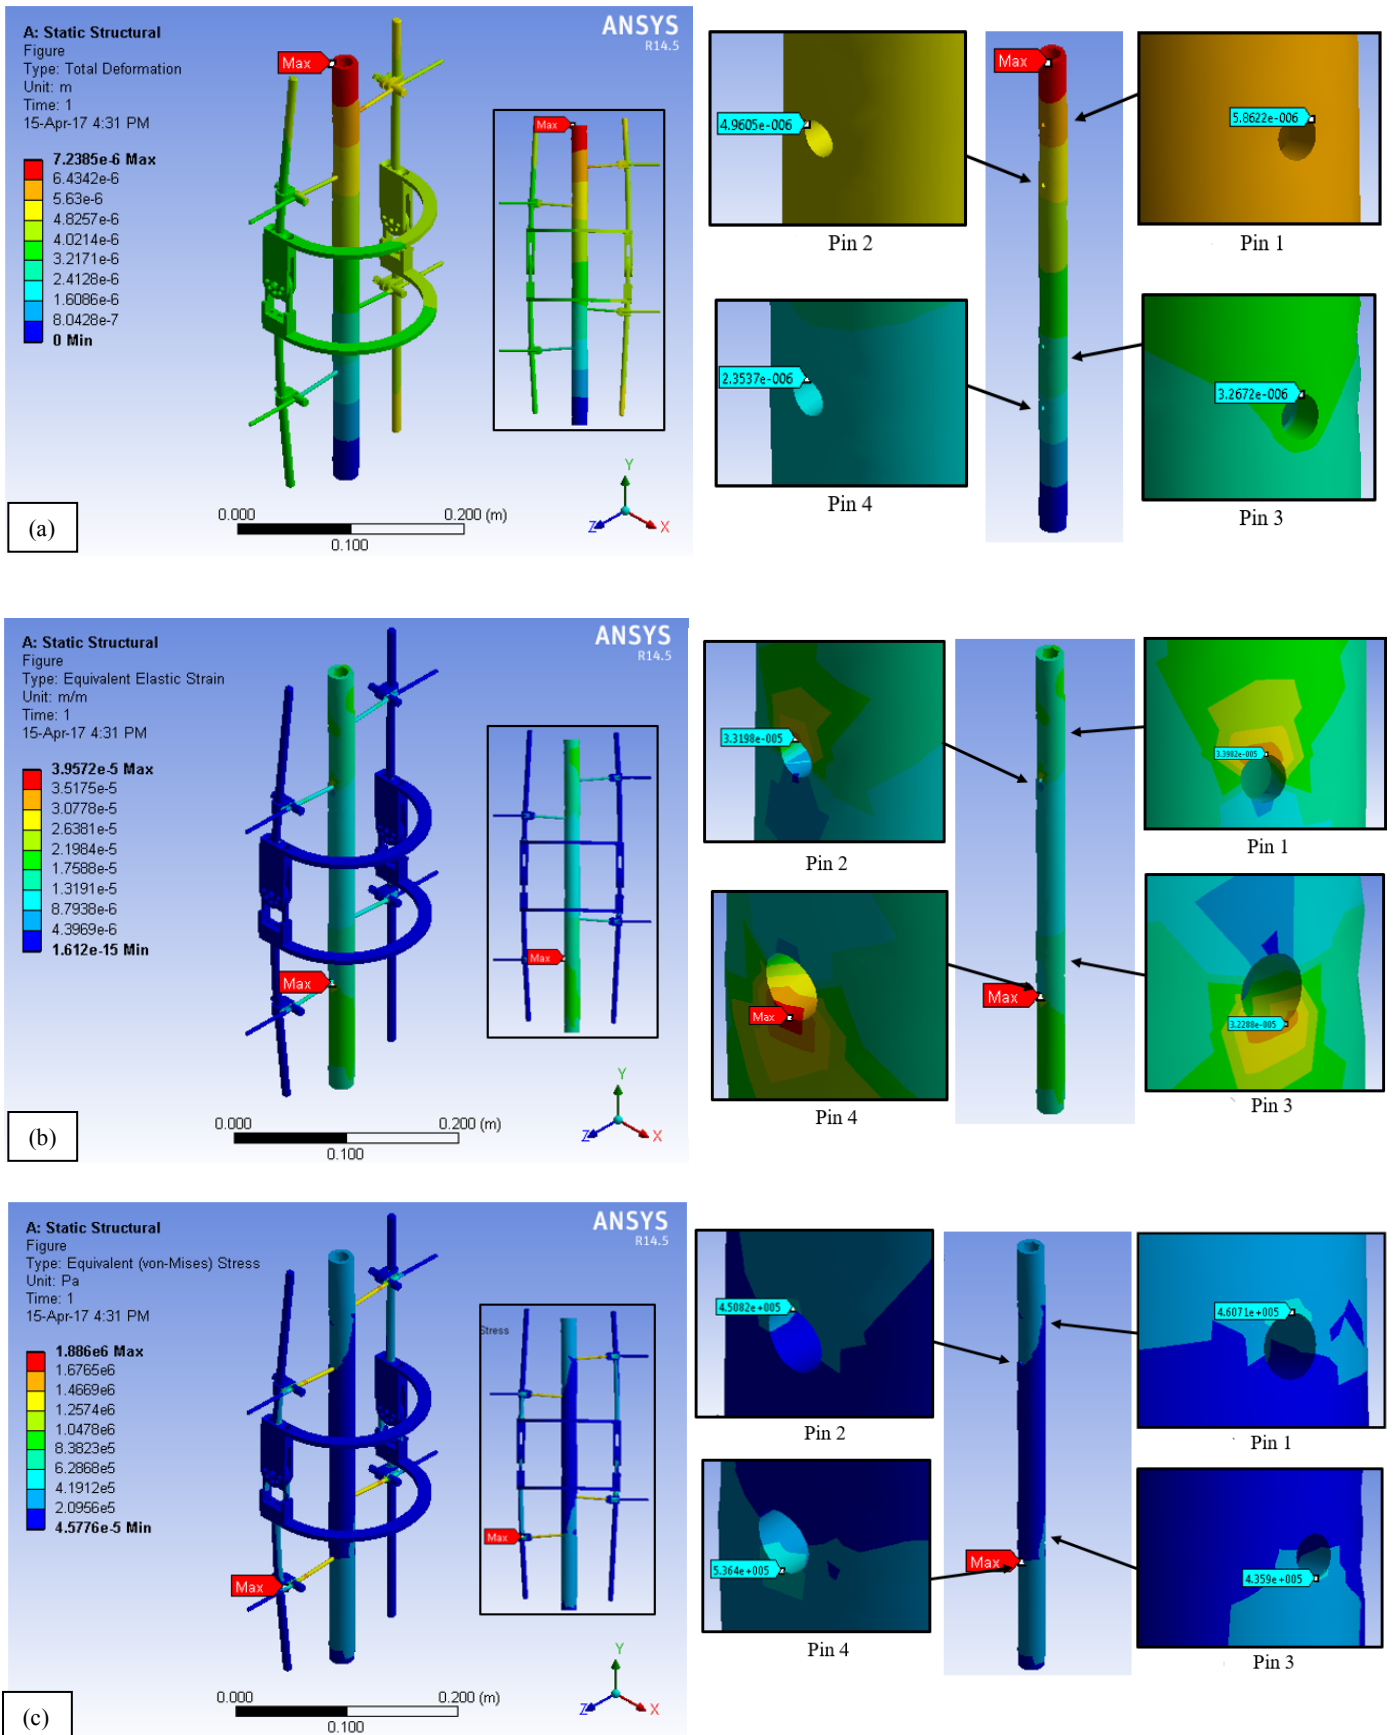 A: Static Structural
Figure
Type: Total Deformation
Unit: m
Time: 1
15-Apr-17 4:31 PM
7.2385e-6 Max
6.4342e-6
5.63e-6
4.8257e-6
4.0214e-6
3.2171e-6
2.4128e-6
1.6086e-6
8.0428e-7
0 Min
ANSYS
R14.5
Max
Max
0.000
0.200 (m)
0.100
Y
Z
X
(a)
4.9605e-006
Pin 2
Max
5.8622e-006
Pin 1
2.3537e-006
Pin 4
3.2672e-006
Pin 3
A: Static Structural
Figure
Type: Equivalent Elastic Strain
Unit: m/m
Time: 1
15-Apr-17 4:31 PM
3.9572e-5 Max
3.5175e-5
3.0778e-5
2.6381e-5
2.1984e-5
1.7588e-5
1.3191e-5
8.7938e-6
4.3969e-6
1.612e-15 Min
ANSYS
R14.5
Max
Max
0.000
0.200 (m)
0.100
Y
Z
X
(b)
3.3198e-005
Pin 2
3.3982e-005
Pin 1
Max
Pin 4
Max
3.2288e-005
Pin 3
A: Static Structural
Figure
Type: Equivalent (von-Mises) Stress
Unit: Pa
Time: 1
15-Apr-17 4:31 PM
1.886e6 Max
1.6765e6
1.4669e6
1.2574e6
1.0478e6
8.3823e5
6.2868e5
4.1912e5
2.0956e5
4.5776e-5 Min
ANSYS
R14.5
Stress
Max
Max
0.000
0.200 (m)
0.100
Y
Z
X
(c)
4.5082e+005
Pin 2
4.6071e+005
Pin 1
5.364e+005
Pin 4
Max
4.359e+005
Pin 3